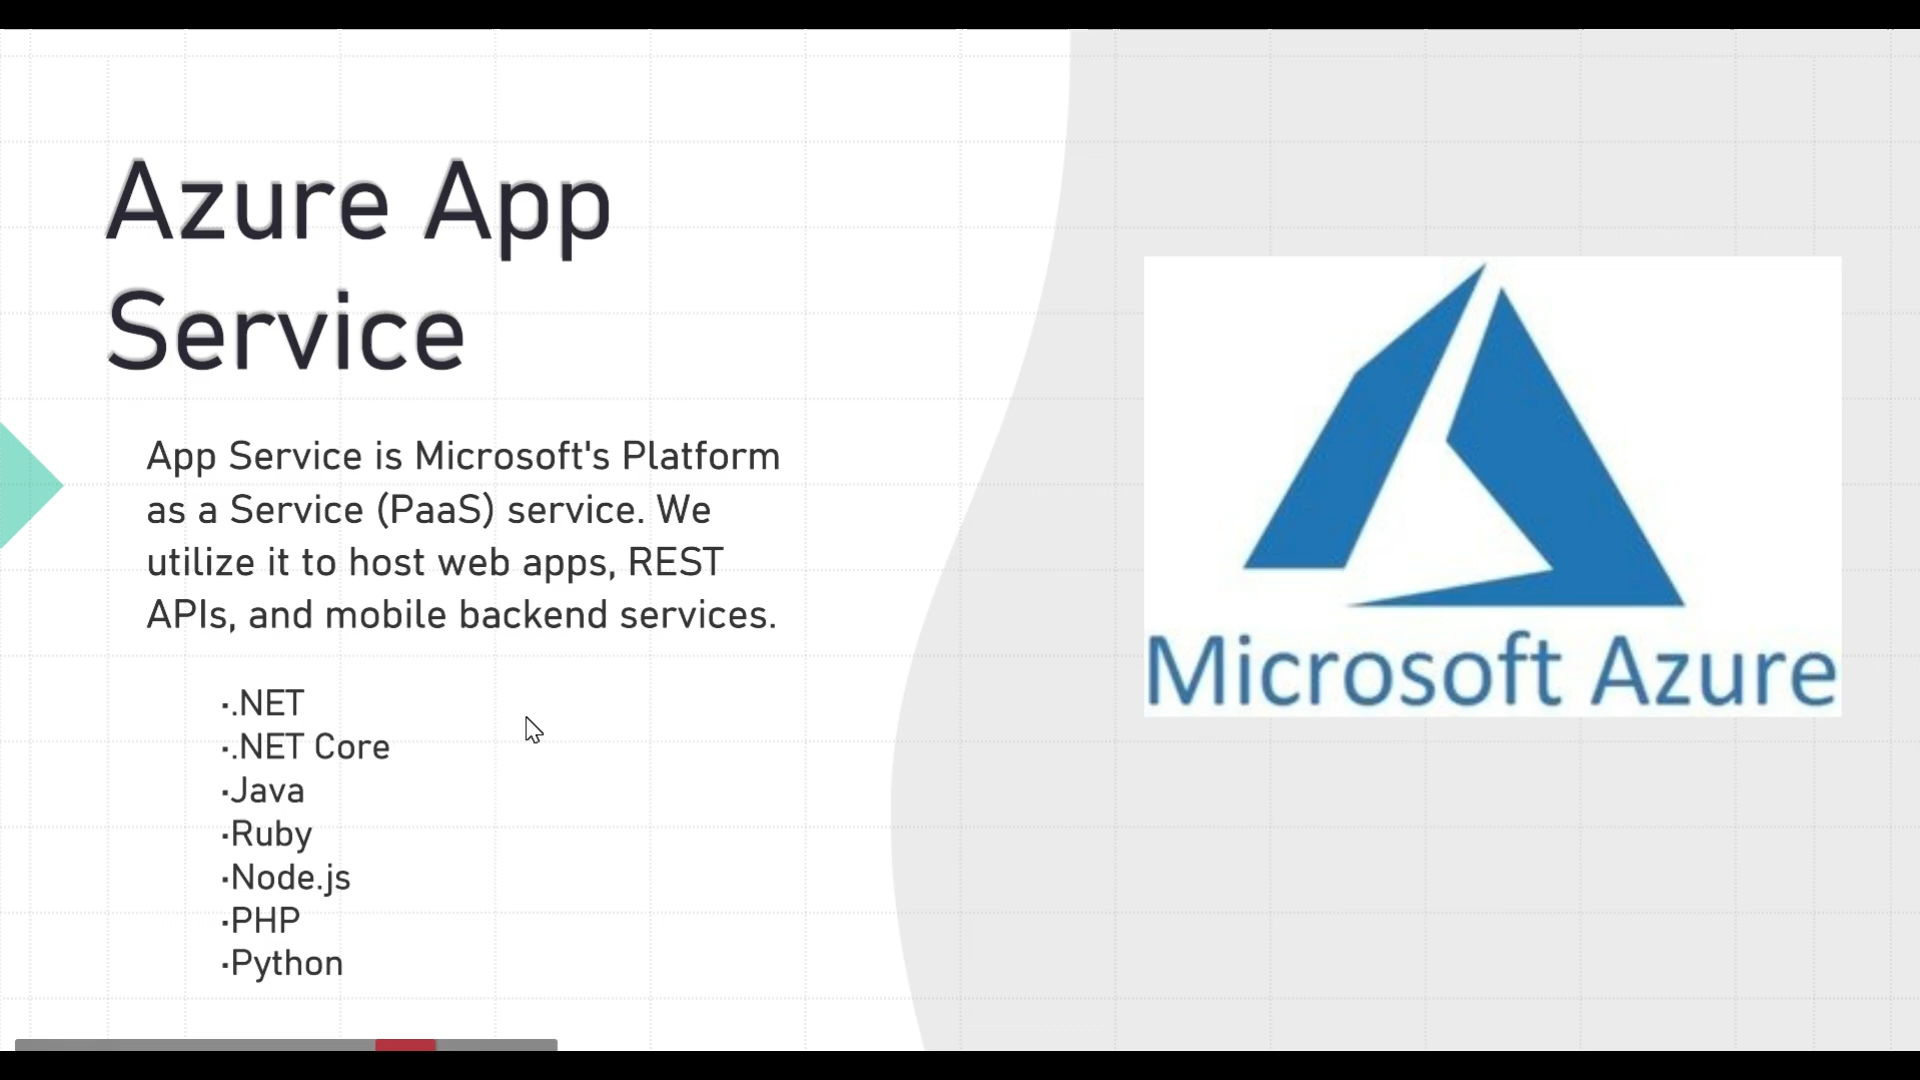 Azure App
Service
App Service is Microsoft's Platform
as a Service (PaaS) service. We
utilize it to host web apps, REST
APIs, and mobile backend services.
▪.NET
▪.NET Core
▪Java
▪Ruby
▪Node.js
▪PHP
▪Python
Microsoft Azure